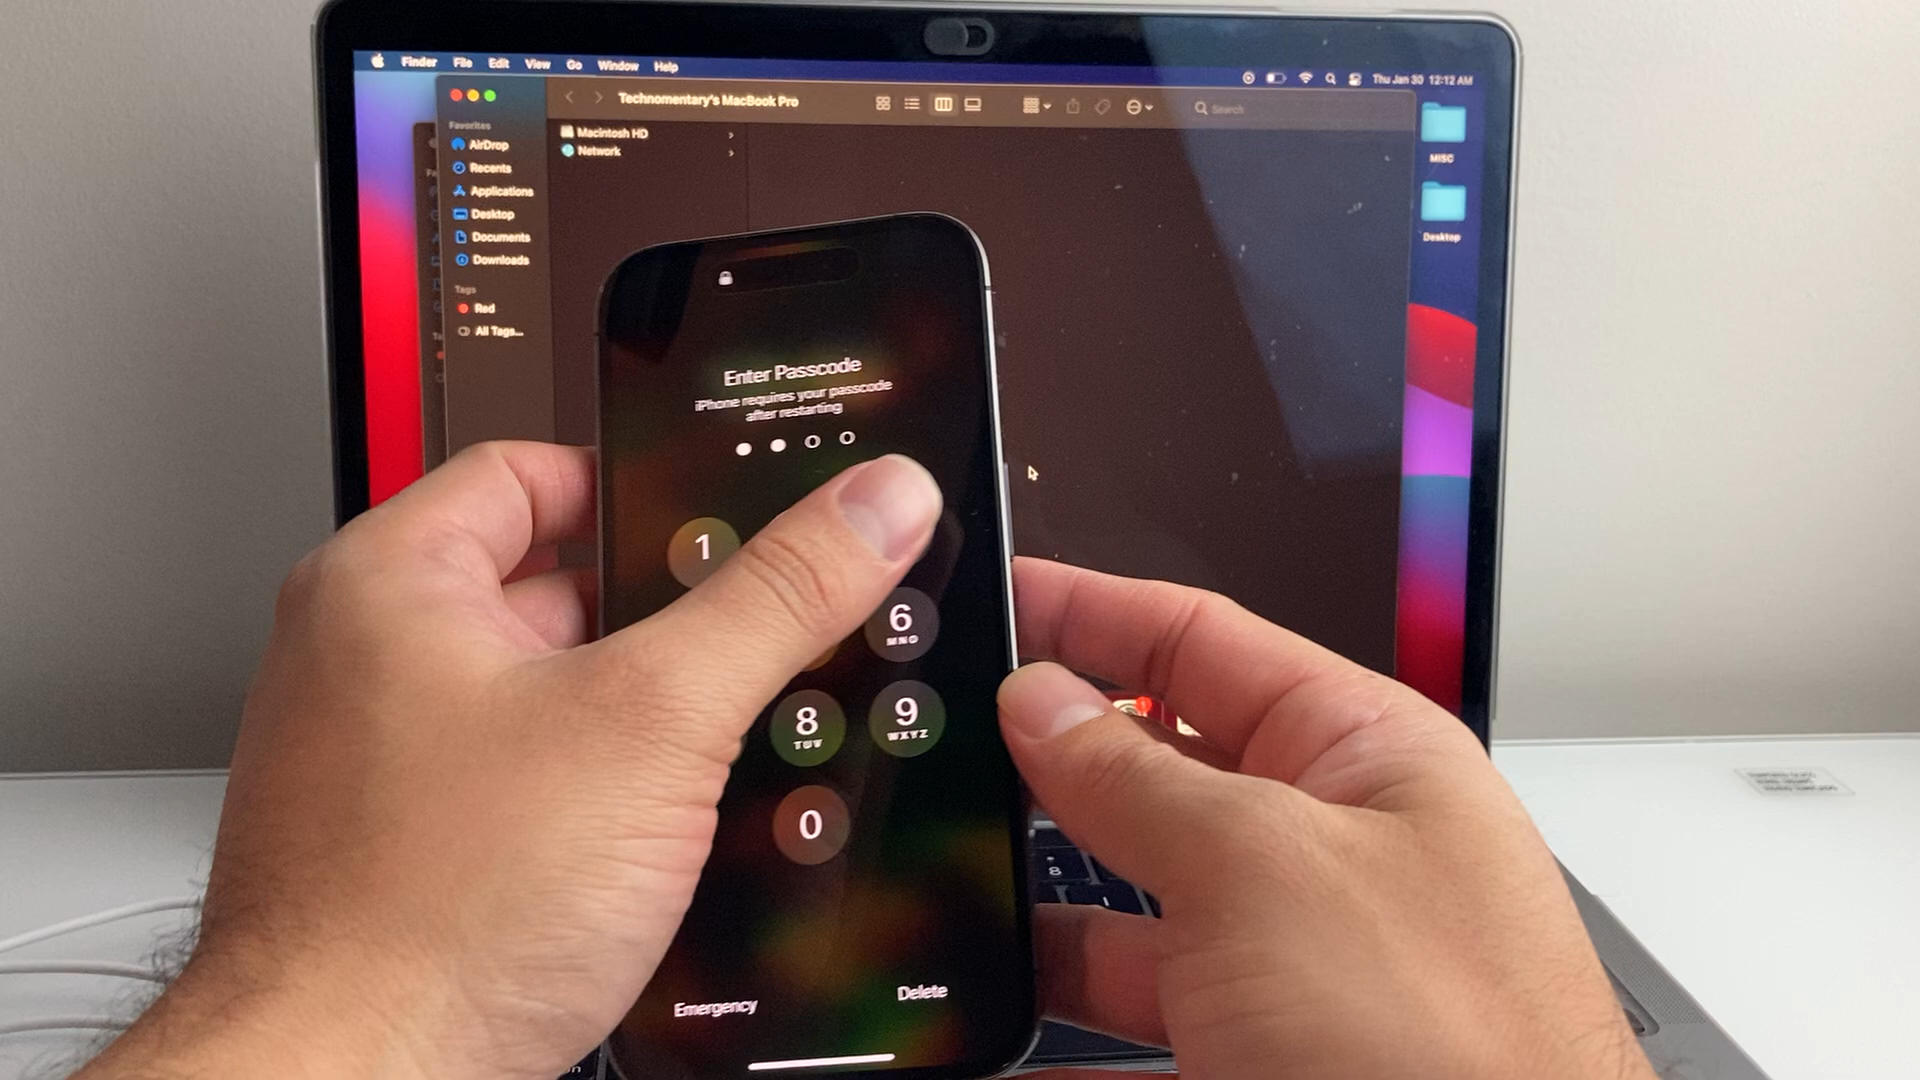 Finder File Edit View Go Window Help
Thu Jan 30 12:12 AM
Technomentary's MacBook Pro
Search
Favorites
AirDrop
Recents
Applications
Desktop
Documents
Downloads
Tags
Red
All Tags...
Macintosh HD
Network
MISC
Desktop
Enter Passcode
iPhone requires your passcode
after restarting
1
6
MNO
8
TUV
9
WXYZ
0
Emergency
Delete
8